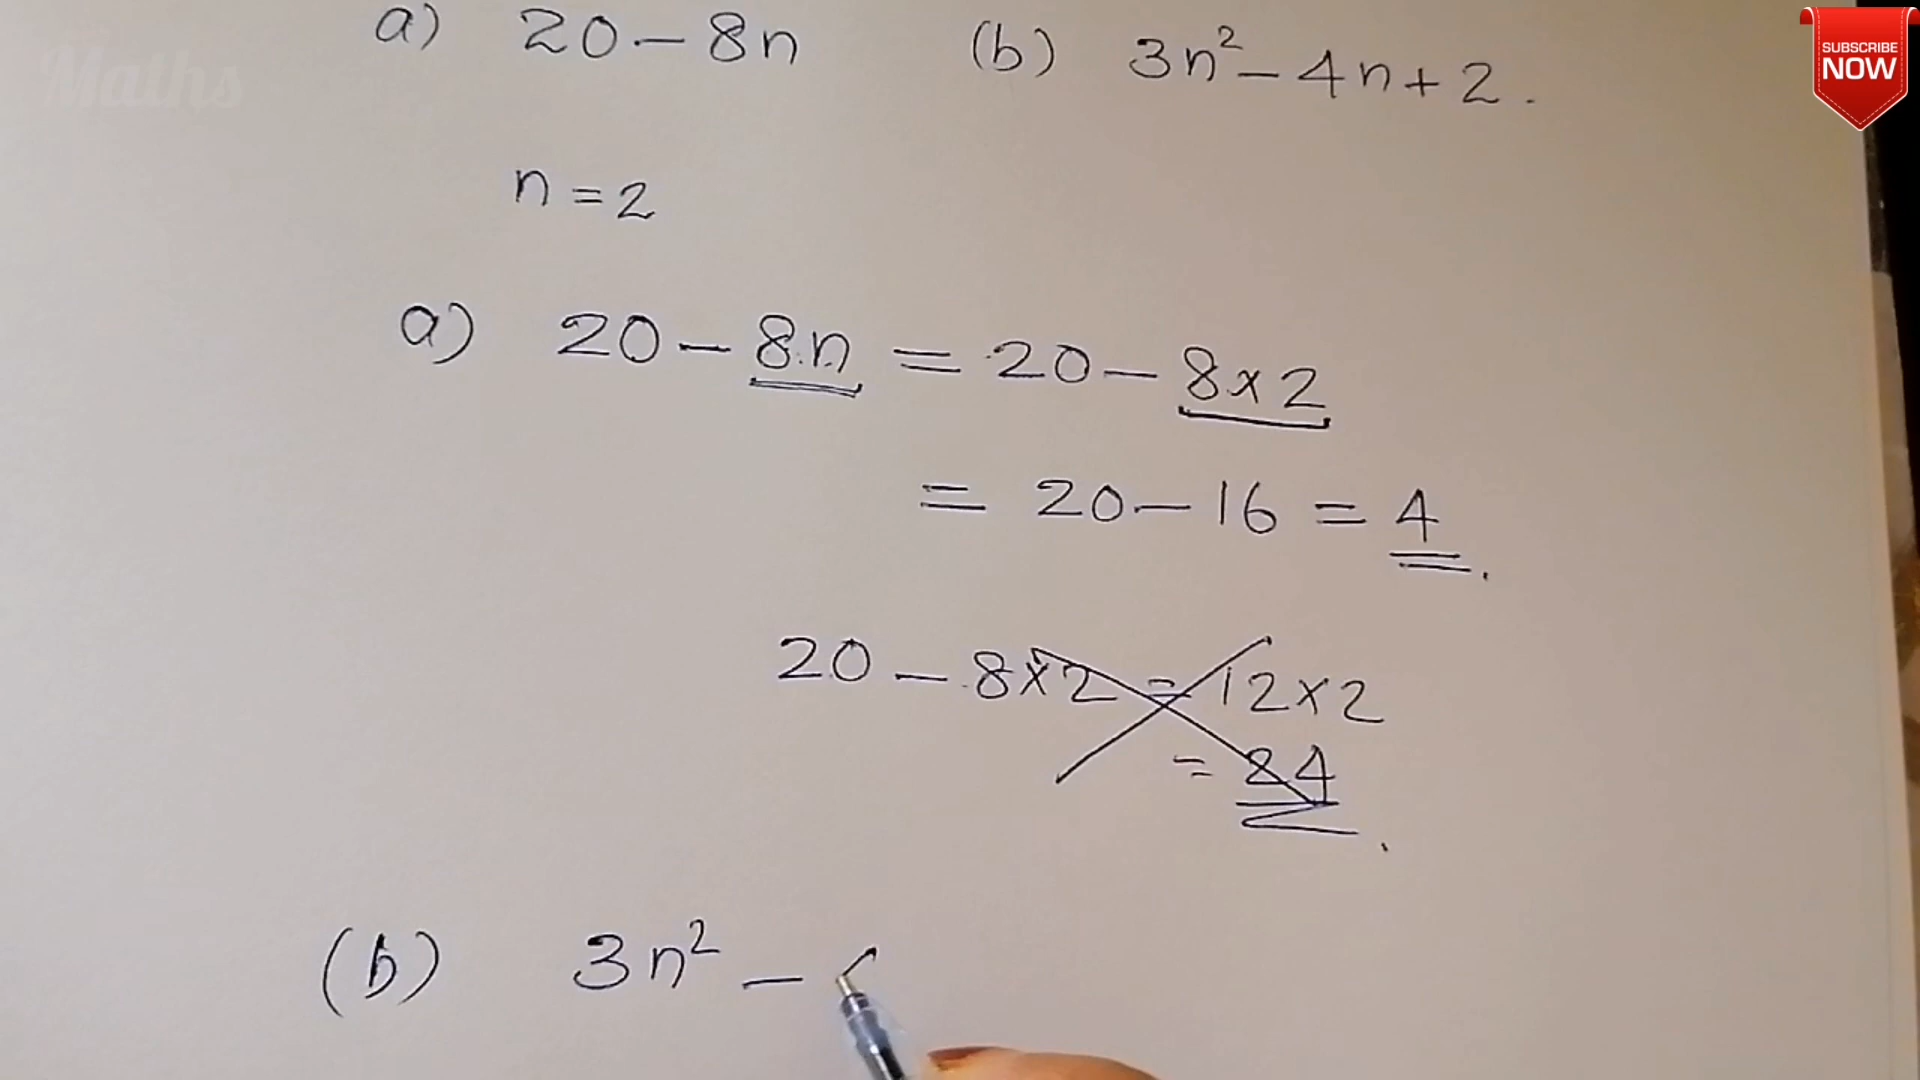 Maths
SUBSCRIBE
NOW
a) 20 - 8n (b) 3n² - 4n + 2.
n = 2
a) 20 - 8n = 20 - 8×2
= 20 - 16 = 4.
20 - 8×2 = 12×2
= 24.
(b) 3n² -